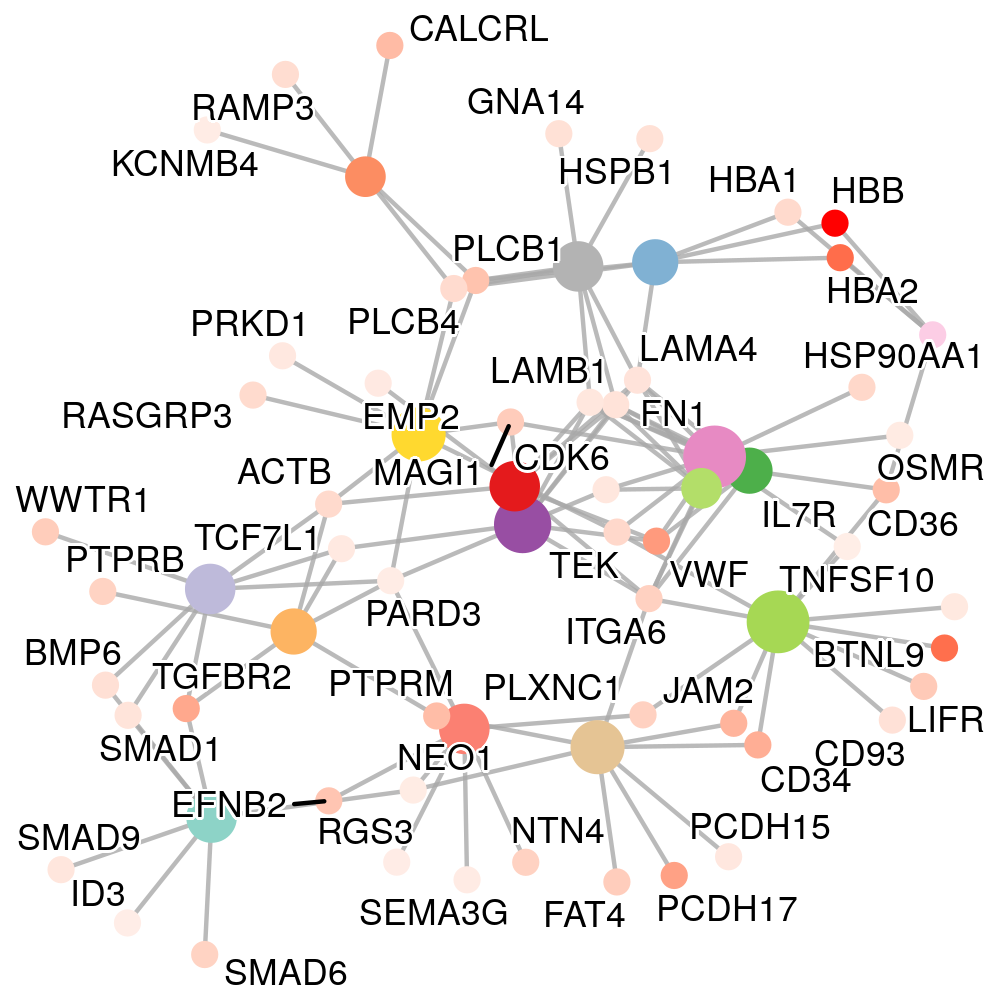 CALCRL
RAMP3
GNA14
KCNMB4
HSPB1
HBA1
HBB
PLCB1
HBA2
PRKD1
PLCB4
LAMA4
HSP90AA1
LAMB1
RASGRP3
EMP2
FN1
MAGI1
CDK6
ACTB
OSMR
WWTR1
IL7R
CD36
TCF7L1
PTPRB
TEK
VWF
TNFSF10
PARD3
ITGA6
BMP6
BTNL9
TGFBR2
PTPRM
PLXNC1
JAM2
LIFR
SMAD1
NEO1
CD93
CD34
EFNB2
RGS3
NTN4
PCDH15
SMAD9
ID3
SEMA3G
FAT4
PCDH17
SMAD6